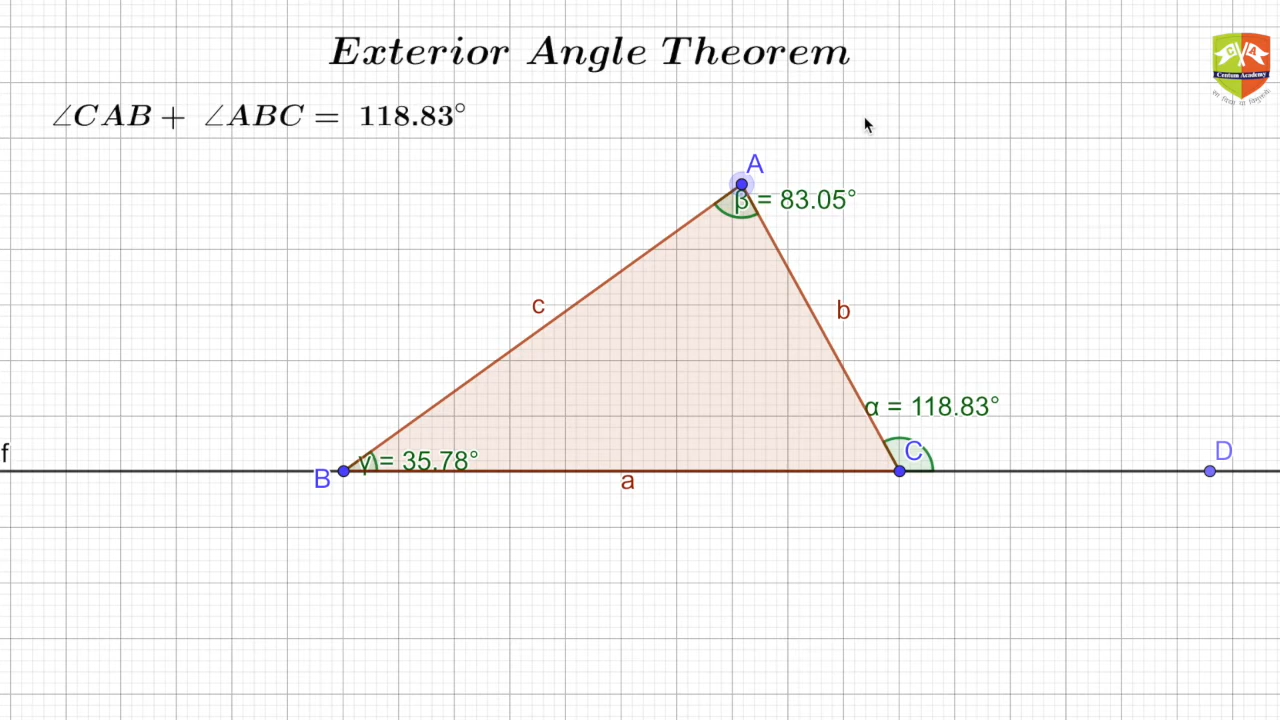 Exterior Angle Theorem
∠CAB + ∠ABC = 118.83°
C A
Centum Academy
A
β = 83.05°
c
b
α = 118.83°
f
B
γ = 35.78°
a
C
D